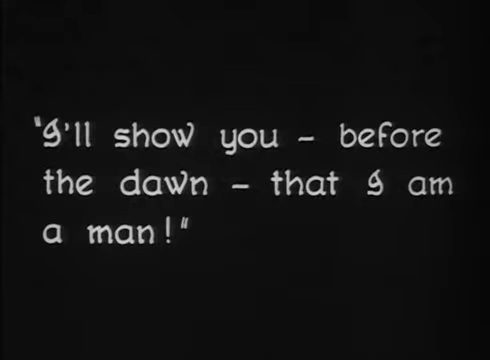 "I'll show you – before
the dawn – that I am
a man!"